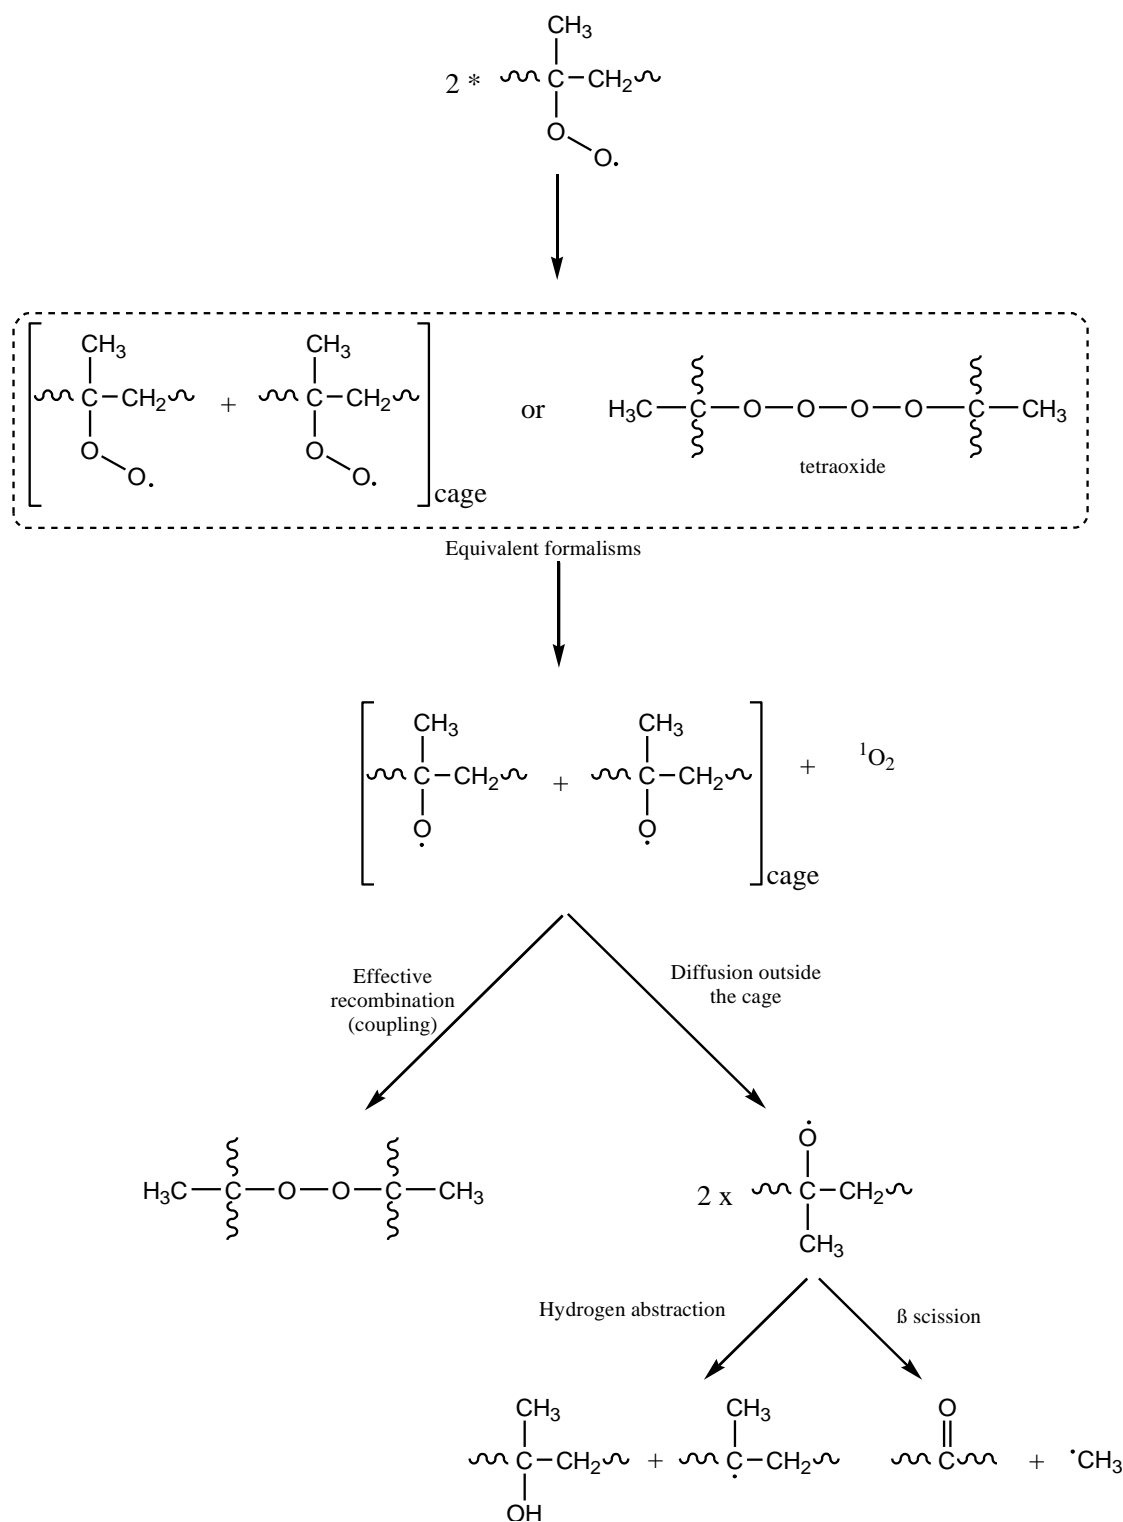 CH3
2 * C–CH2
O
O.
CH3 CH3
C–CH2 + C–CH2 or H3C–C–O–O–O–O–C–CH3
O O
O. O.
tetraoxide
cage
Equivalent formalisms
CH3 CH3
C–CH2 + C–CH2 + 1O2
O. O.
cage
Effective
recombination
(coupling)
Diffusion outside
the cage
H3C–C–O–O–C–CH3
Ȯ
2 x C–CH2
CH3
Hydrogen abstraction
ß scission
CH3 CH3 O
C–CH2 + C–CH2 C + ˙CH3
OH